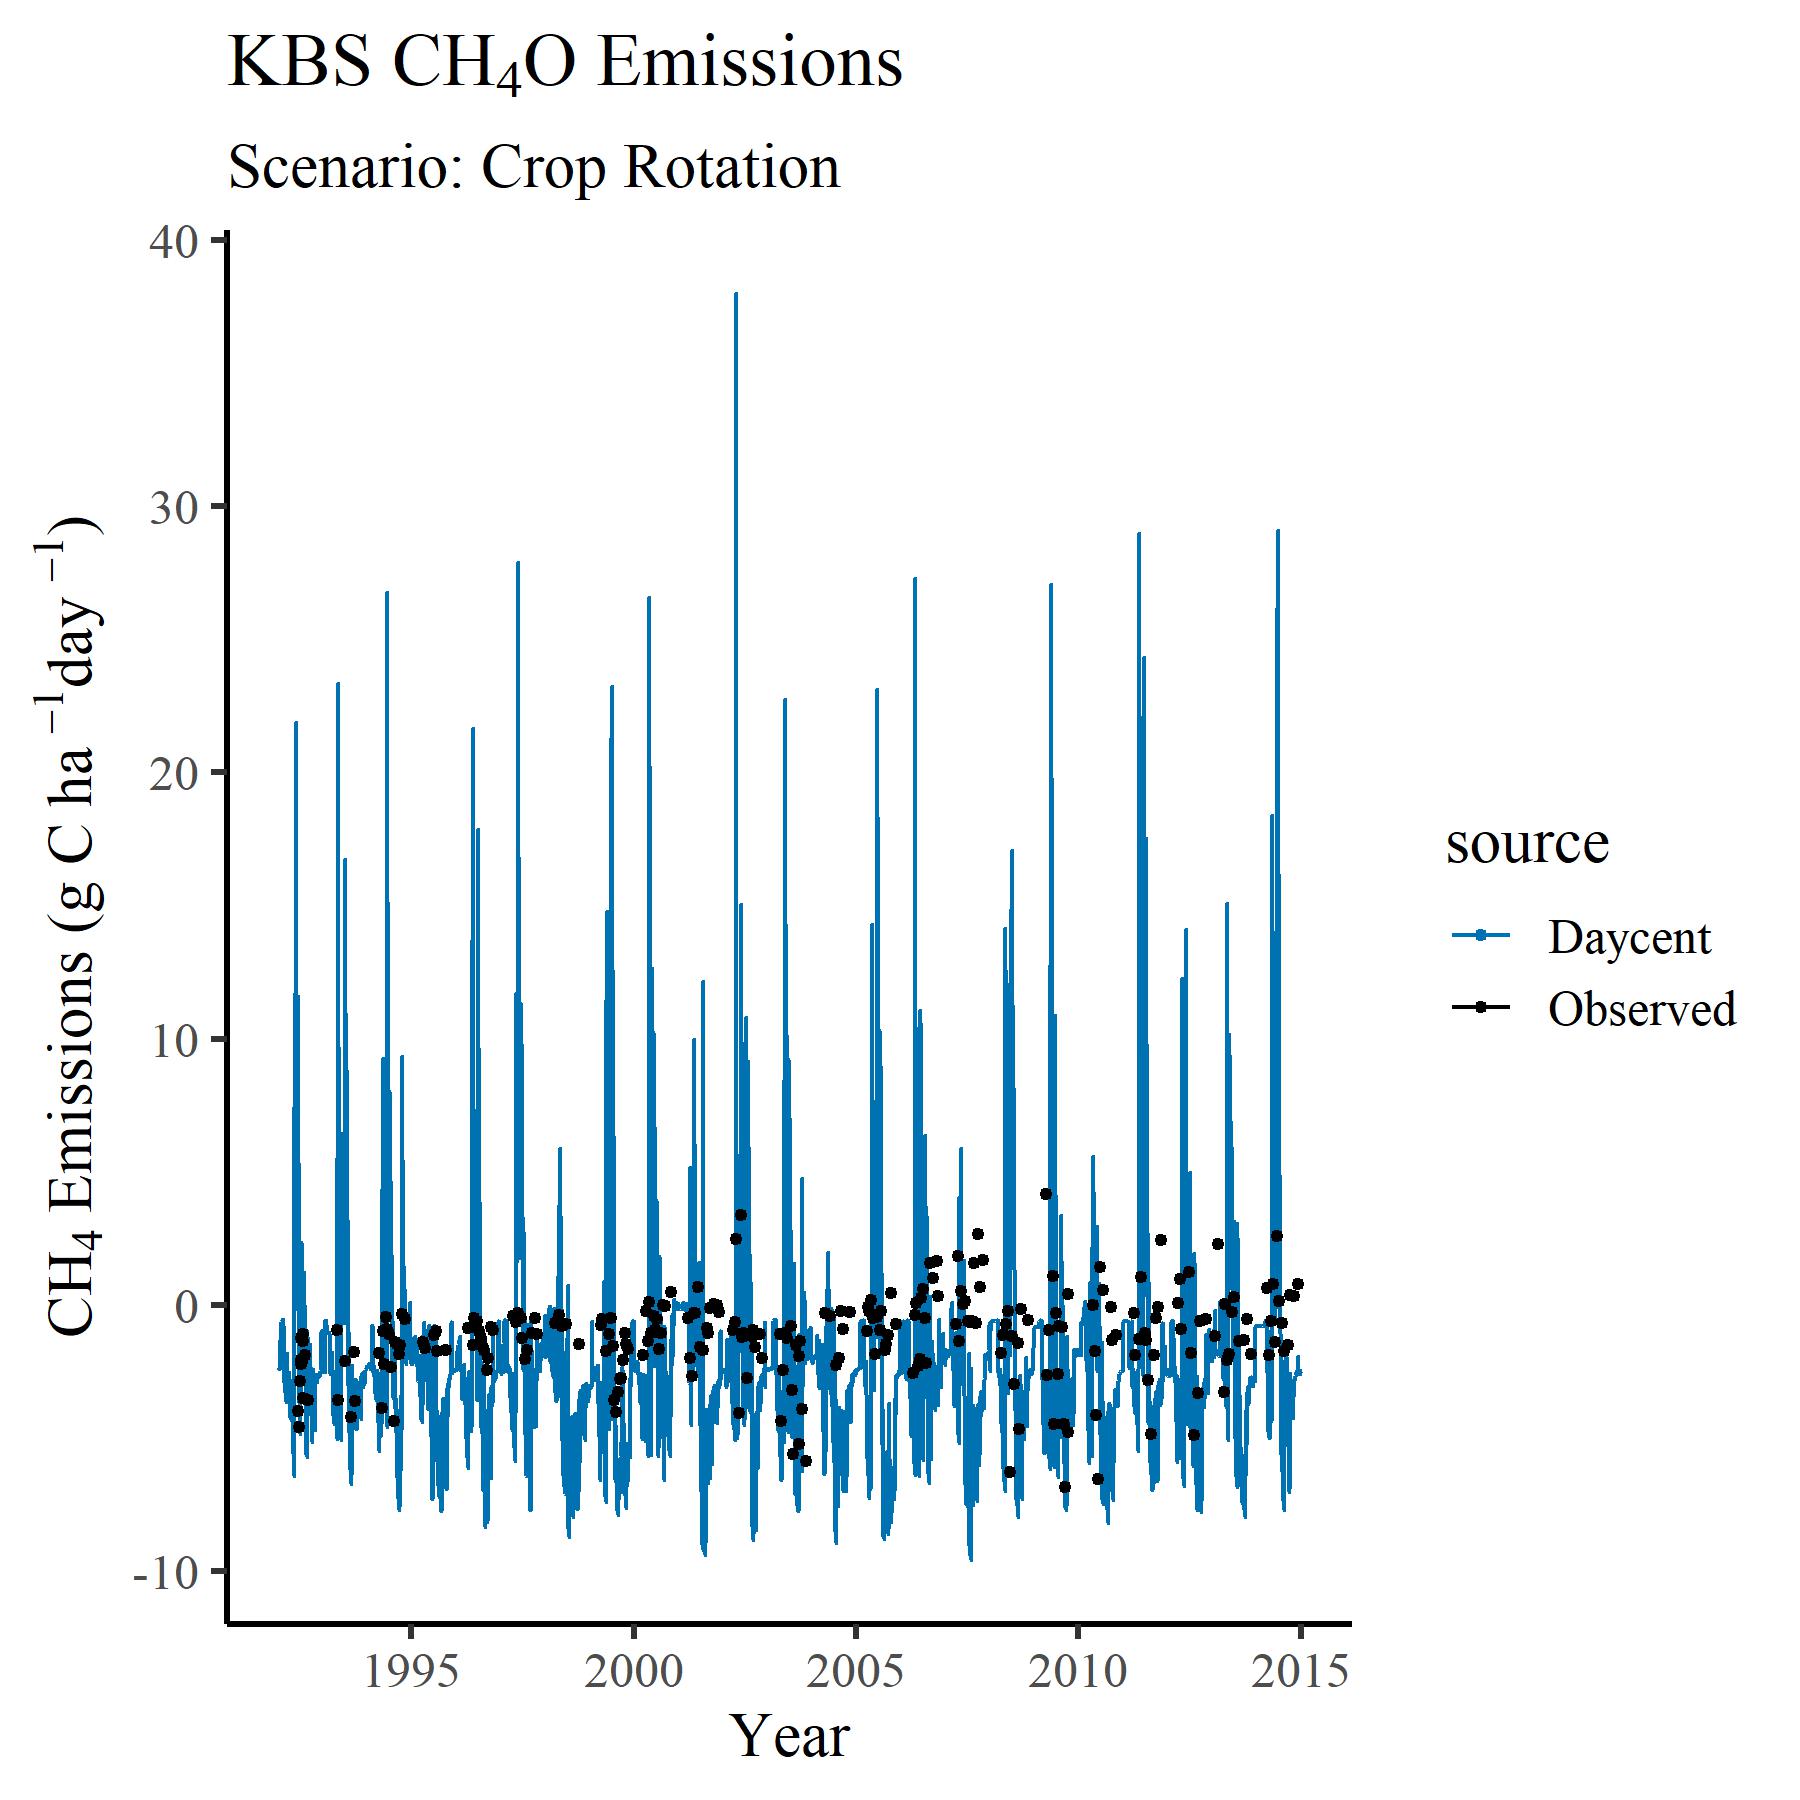 KBS CH₄O Emissions
Scenario: Crop Rotation
CH₄ Emissions (g C ha ⁻¹day ⁻¹)
40
30
20
10
0
-10
1995 2000 2005 2010 2015
Year
source
Daycent
Observed